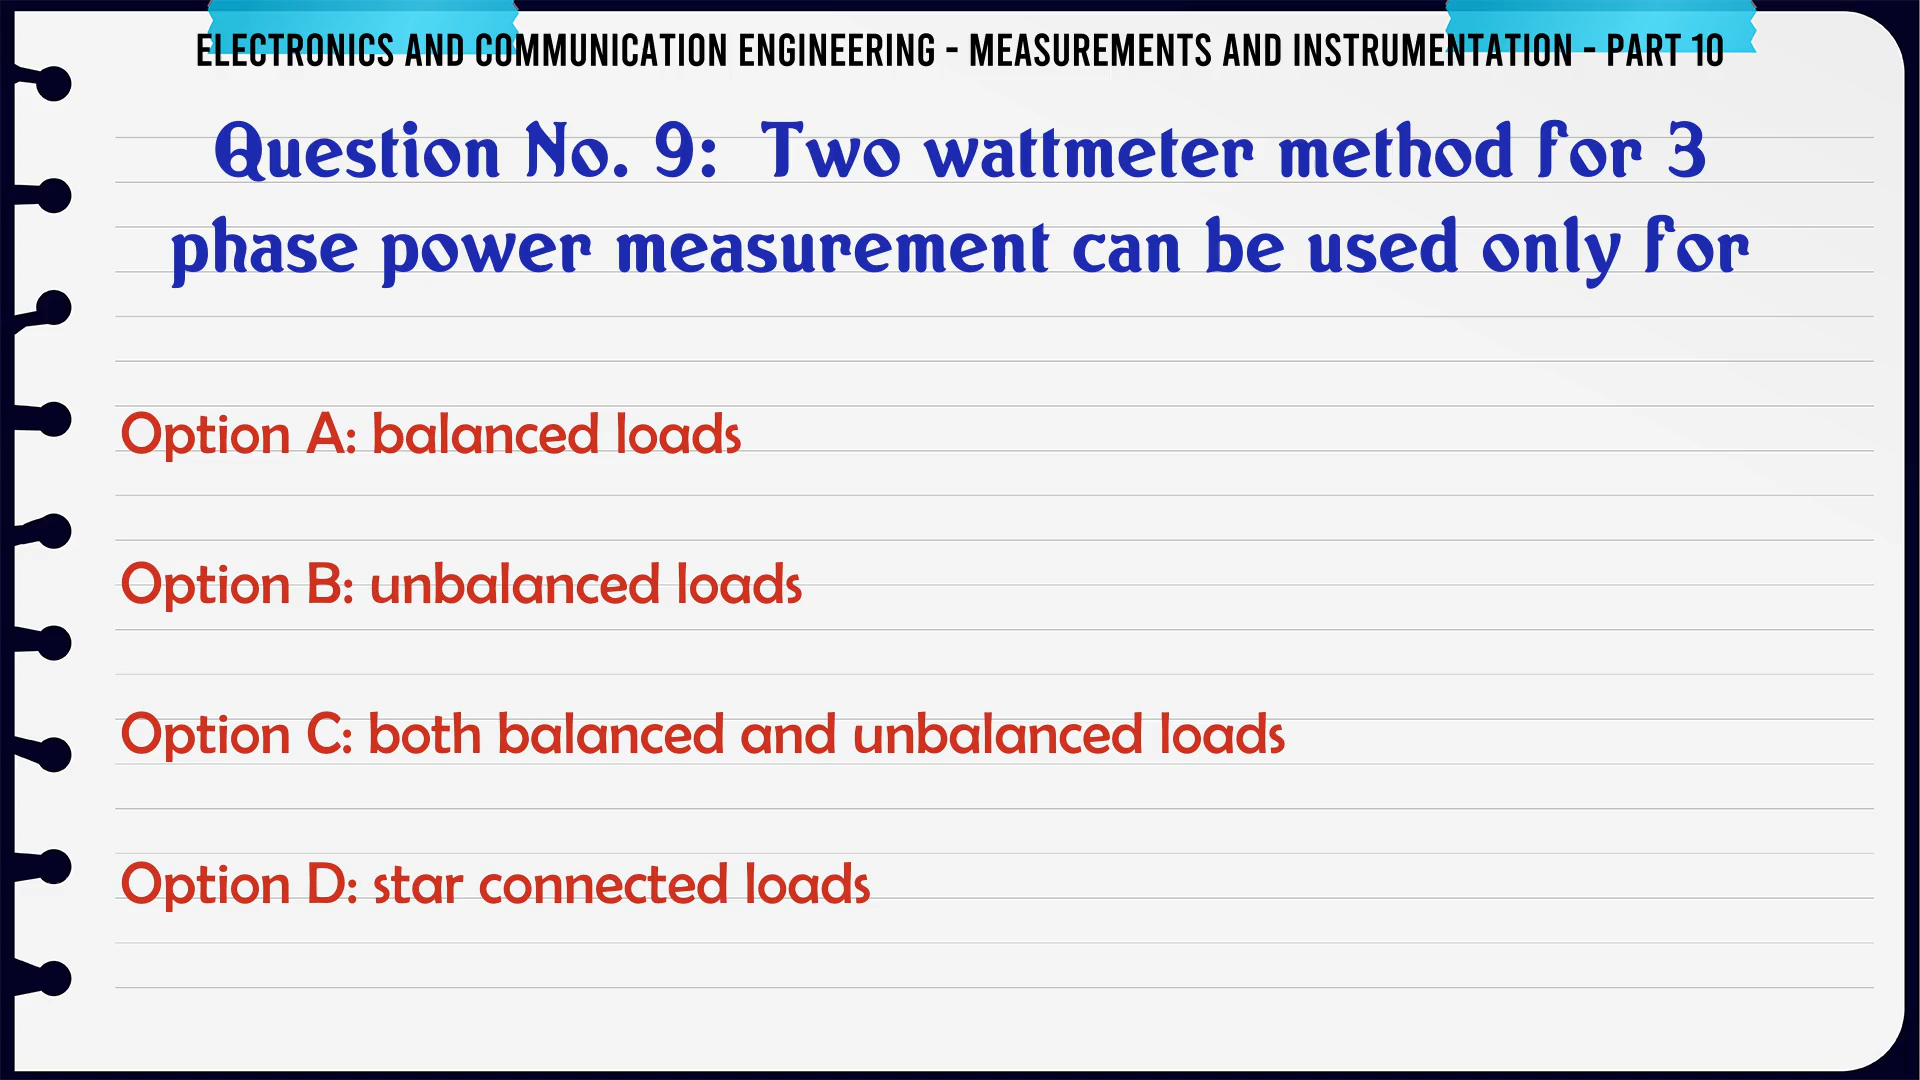 ELECTRONICS AND COMMUNICATION ENGINEERING - MEASUREMENTS AND INSTRUMENTATION - PART 10
Question No. 9: Two wattmeter method for 3
phase power measurement can be used only for
Option A: balanced loads
Option B: unbalanced loads
Option C: both balanced and unbalanced loads
Option D: star connected loads